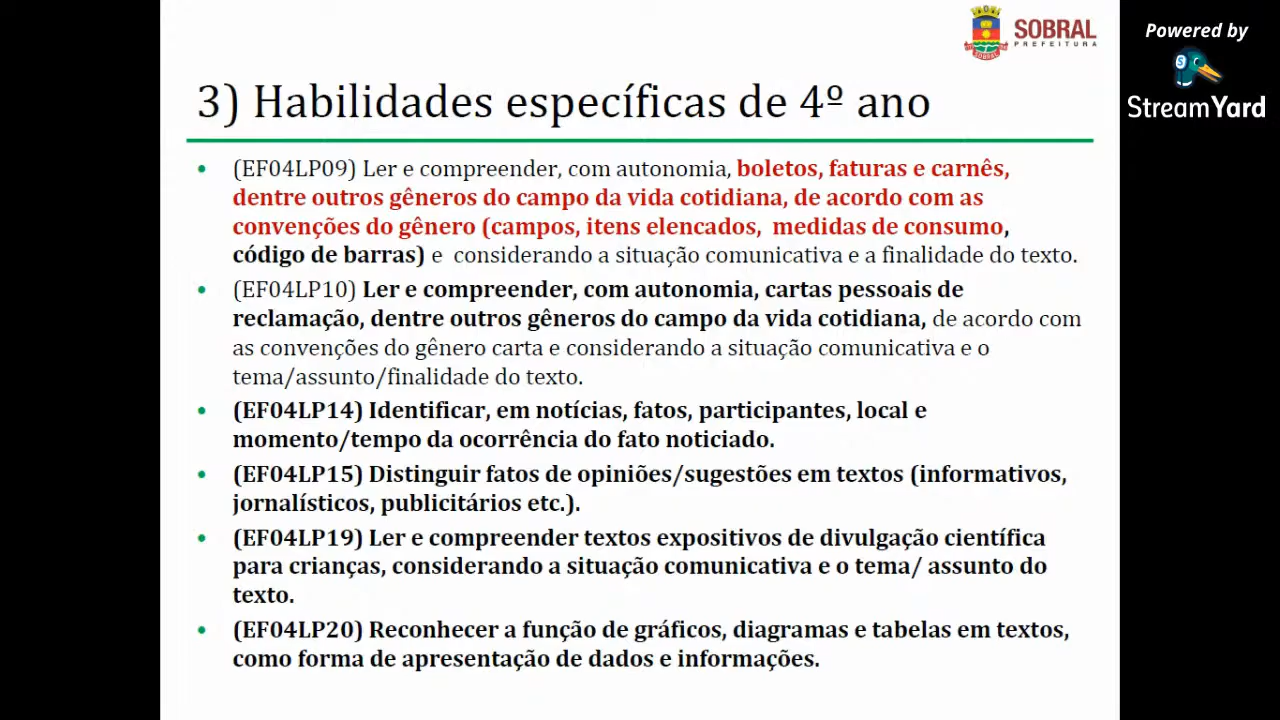 SOBRAL
PREFEITURA
Powered by
StreamYard
3) Habilidades específicas de 4º ano
• (EF04LP09) Ler e compreender, com autonomia, boletos, faturas e carnês,
dentre outros gêneros do campo da vida cotidiana, de acordo com as
convenções do gênero (campos, itens elencados, medidas de consumo,
código de barras) e considerando a situação comunicativa e a finalidade do texto.
• (EF04LP10) Ler e compreender, com autonomia, cartas pessoais de
reclamação, dentre outros gêneros do campo da vida cotidiana, de acordo com
as convenções do gênero carta e considerando a situação comunicativa e o
tema/assunto/finalidade do texto.
• (EF04LP14) Identificar, em notícias, fatos, participantes, local e
momento/tempo da ocorrência do fato noticiado.
• (EF04LP15) Distinguir fatos de opiniões/sugestões em textos (informativos,
jornalísticos, publicitários etc.).
• (EF04LP19) Ler e compreender textos expositivos de divulgação científica
para crianças, considerando a situação comunicativa e o tema/ assunto do
texto.
• (EF04LP20) Reconhecer a função de gráficos, diagramas e tabelas em textos,
como forma de apresentação de dados e informações.